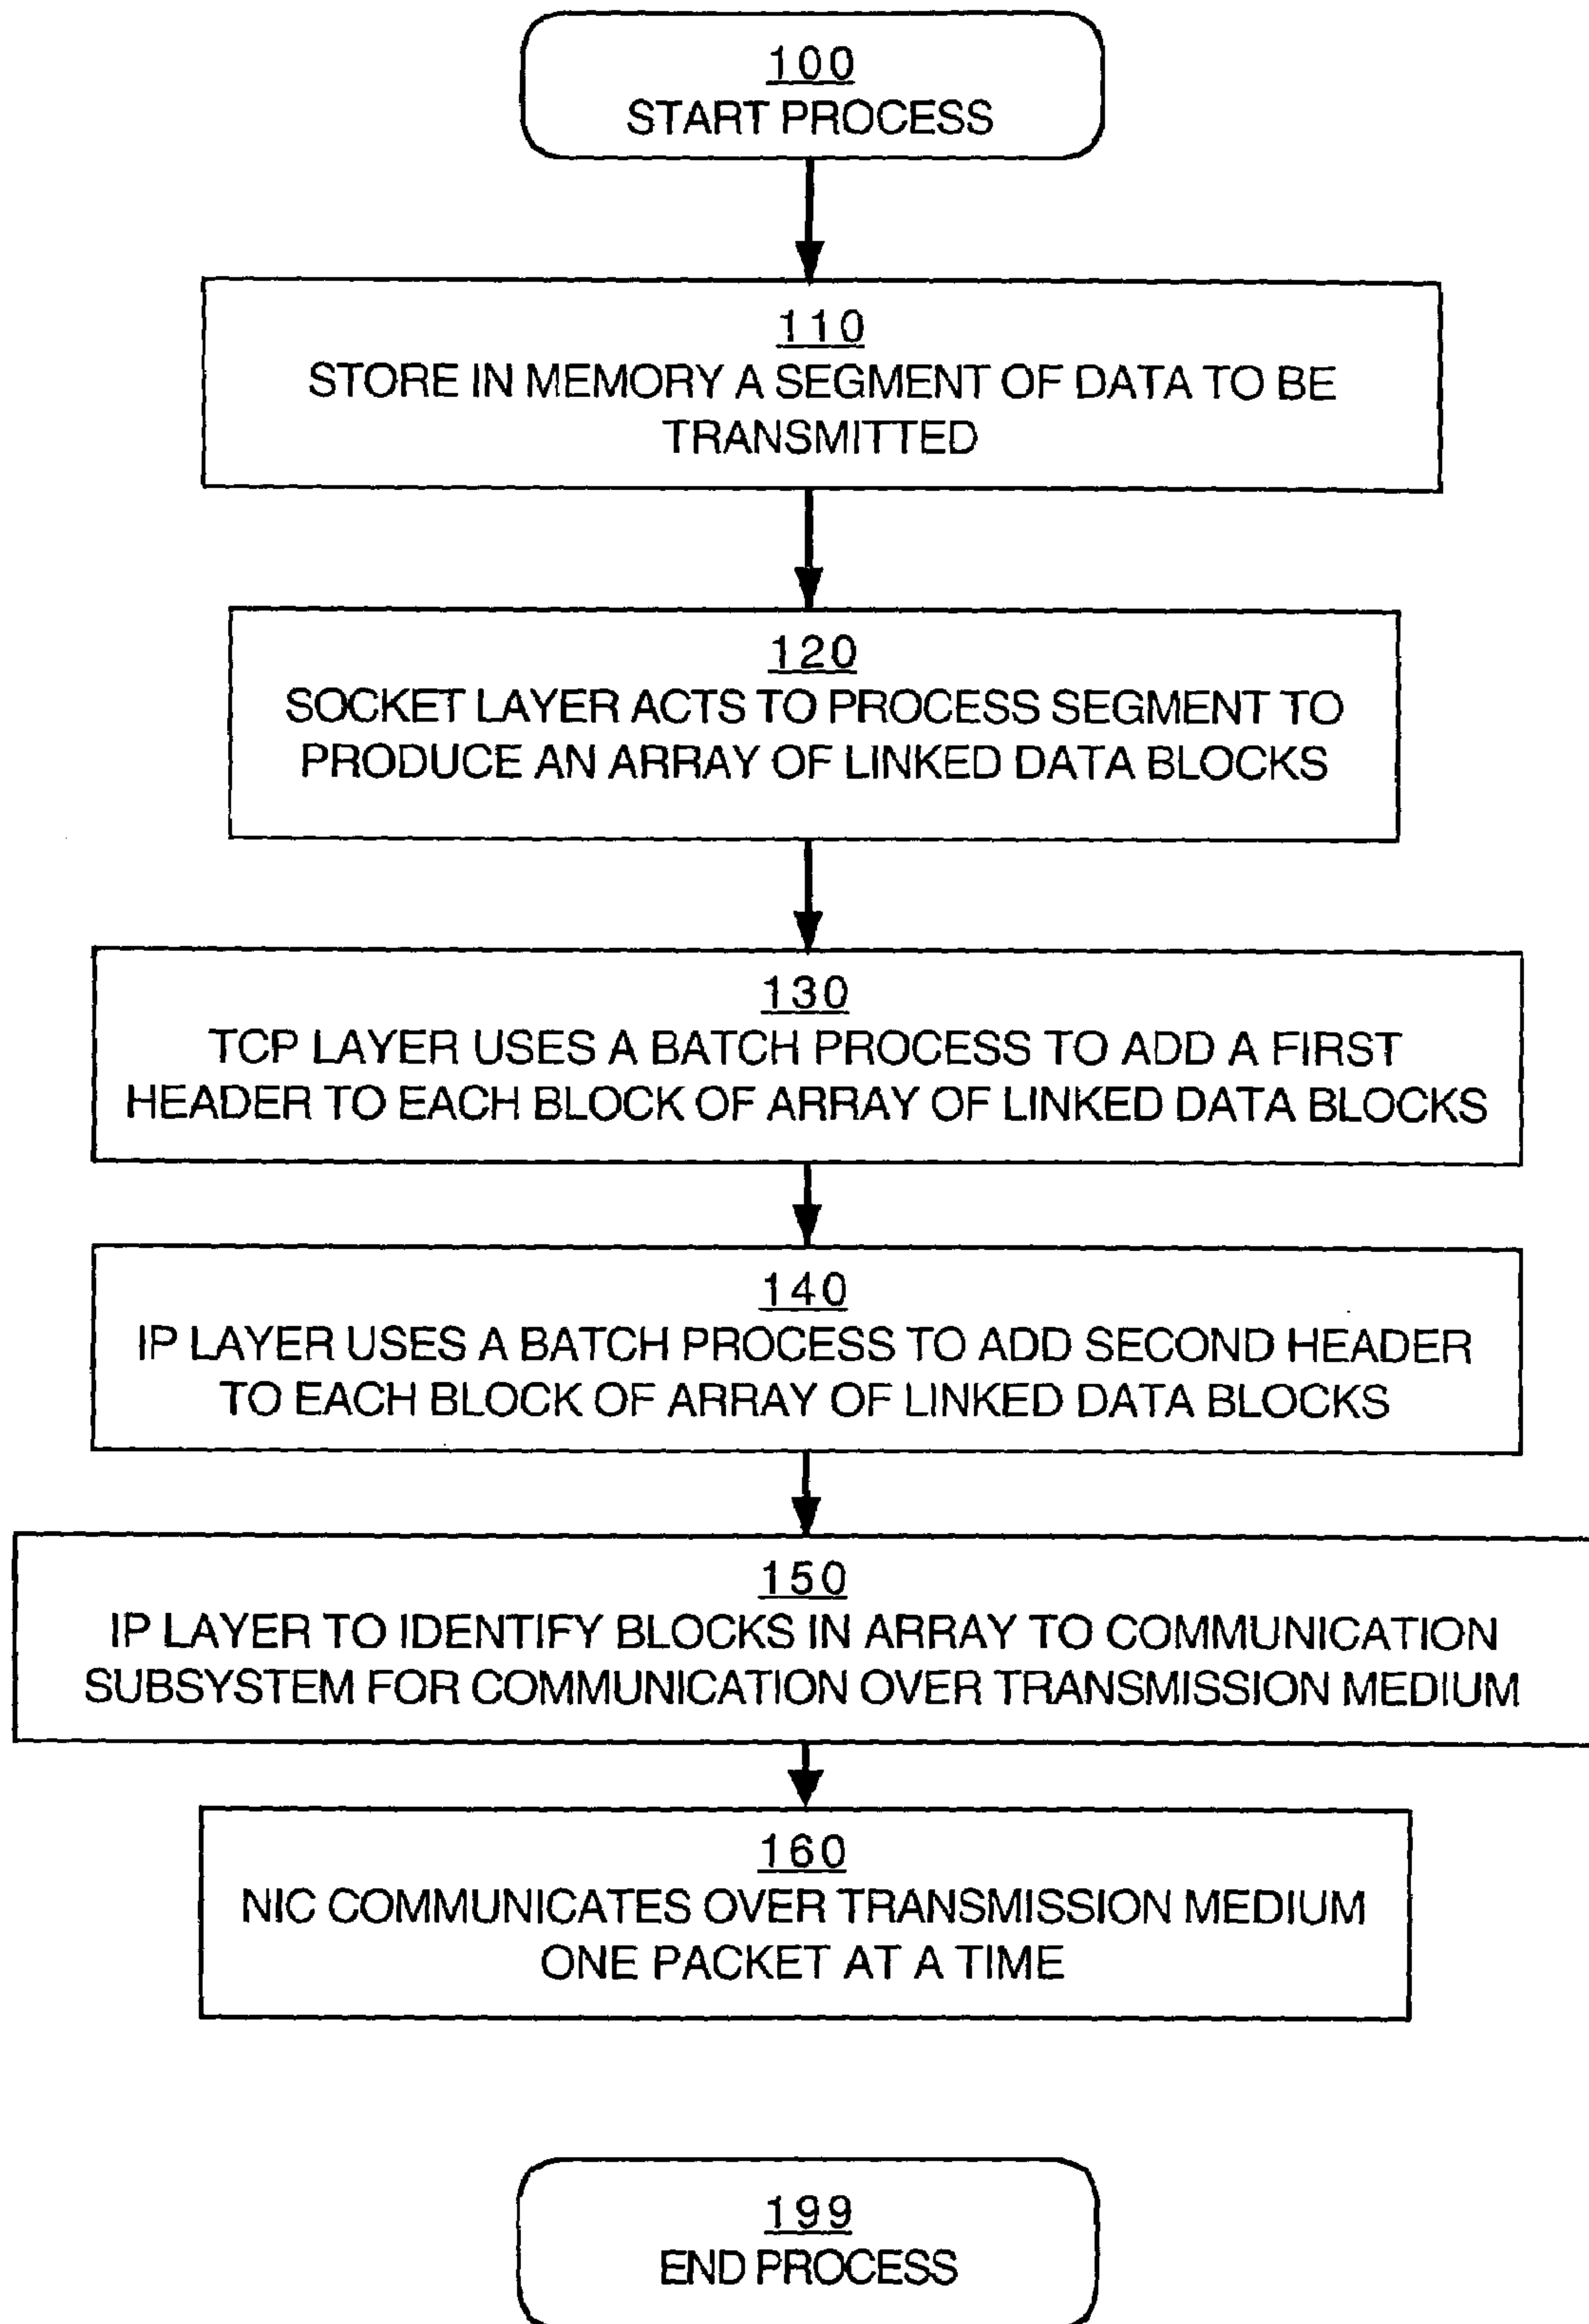 100
START PROCESS
110
STORE IN MEMORY A SEGMENT OF DATA TO BE
TRANSMITTED
120
SOCKET LAYER ACTS TO PROCESS SEGMENT TO
PRODUCE AN ARRAY OF LINKED DATA BLOCKS
130
TCP LAYER USES A BATCH PROCESS TO ADD A FIRST
HEADER TO EACH BLOCK OF ARRAY OF LINKED DATA BLOCKS
140
IP LAYER USES A BATCH PROCESS TO ADD SECOND HEADER
TO EACH BLOCK OF ARRAY OF LINKED DATA BLOCKS
150
IP LAYER TO IDENTIFY BLOCKS IN ARRAY TO COMMUNICATION
SUBSYSTEM FOR COMMUNICATION OVER TRANSMISSION MEDIUM
160
NIC COMMUNICATES OVER TRANSMISSION MEDIUM
ONE PACKET AT A TIME
199
END PROCESS